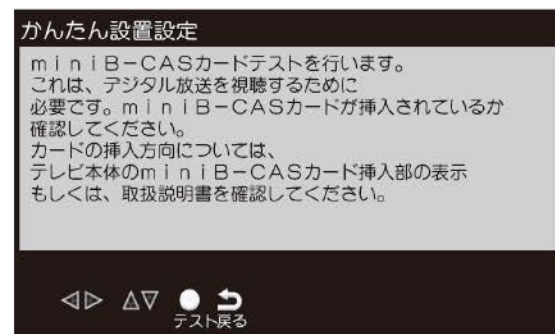 かんたん設置設定
ｍｉｎｉＢ－ＣＡＳカードテストを行います。
これは、デジタル放送を視聴するために
必要です。ｍｉｎｉＢ－ＣＡＳカードが挿入されているか
確認してください。
カードの挿入方向については、
テレビ本体のｍｉｎｉＢ－ＣＡＳカード挿入部の表示
もしくは、取扱説明書を確認してください。
テスト戻る